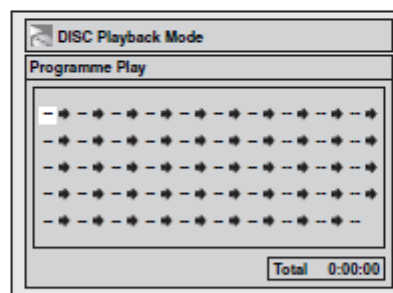 DISC Playback Mode
Programme Play
– ➧ – ➧ – ➧ – ➧ – ➧ – ➧ – ➧ -- ➧ -- ➧ -- ➧
– ➧ – ➧ – ➧ – ➧ – ➧ – ➧ – ➧ -- ➧ -- ➧ -- ➧
– ➧ – ➧ – ➧ – ➧ – ➧ – ➧ – ➧ -- ➧ -- ➧ -- ➧
– ➧ – ➧ – ➧ – ➧ – ➧ – ➧ – ➧ -- ➧ -- ➧ -- ➧
– ➧ – ➧ – ➧ – ➧ – ➧ – ➧ – ➧ -- ➧ -- ➧ --
Total 0:00:00